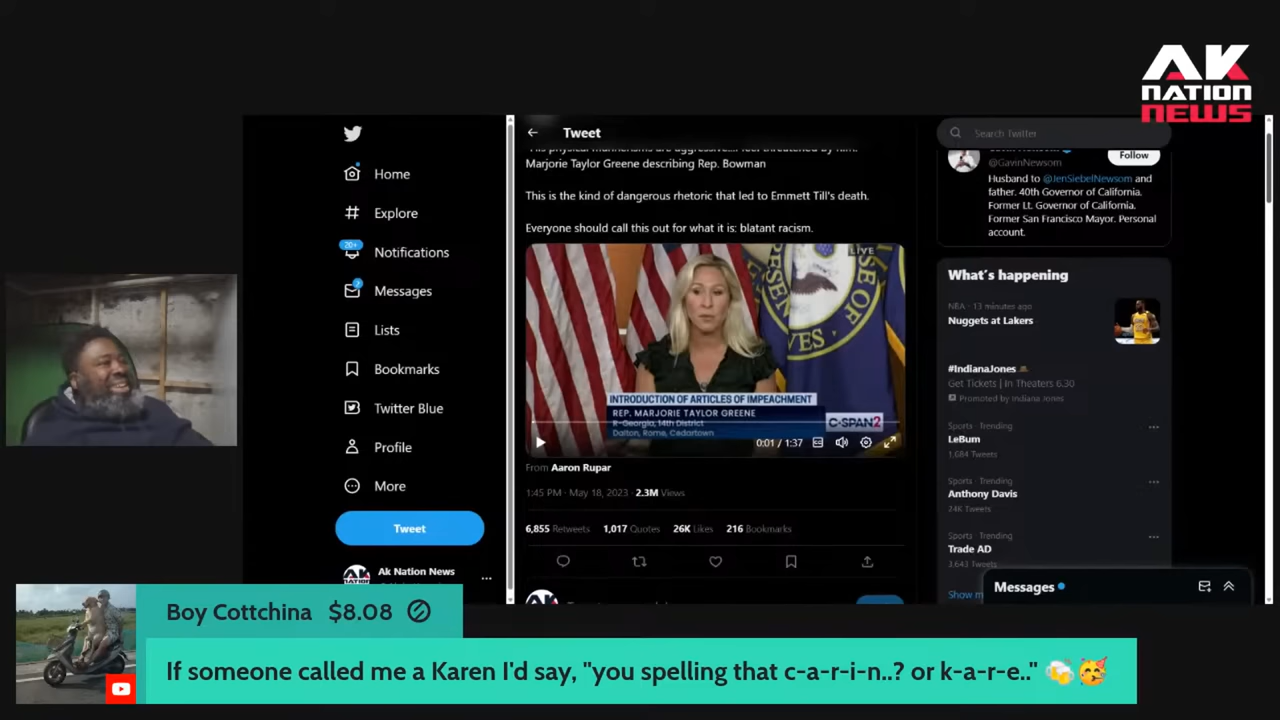 AK
NATION
NEWS
Home
Explore
20+
Notifications
Messages
Lists
Bookmarks
Twitter Blue
Profile
More
Tweet
Ak Nation News
Tweet
Marjorie Taylor Greene describing Rep. Bowman
This is the kind of dangerous rhetoric that led to Emmett Till's death.
Everyone should call this out for what it is: blatant racism.
LIVE
INTRODUCTION OF ARTICLES OF IMPEACHMENT
REP. MARJORIE TAYLOR GREENE
R-Georgia, 14th District
Dalton, Rome, Cedartown
C-SPAN2
0:01 / 1:37
From Aaron Rupar
1:45 PM · May 18, 2023 · 2.3M Views
6,855 Retweets 1,017 Quotes 26K Likes 216 Bookmarks
Search Twitter
@GavinNewsom
Follow
Husband to @JenSiebelNewsom and
father. 40th Governor of California.
Former Lt. Governor of California.
Former San Francisco Mayor. Personal
account.
What's happening
NBA · 13 minutes ago
Nuggets at Lakers
#IndianaJones
Get Tickets | In Theaters 6.30
Promoted by Indiana Jones
Sports · Trending
LeBum
1,684 Tweets
Sports · Trending
Anthony Davis
24K Tweets
Sports · Trending
Trade AD
3,643 Tweets
Show m
Messages
Boy Cottchina $8.08
If someone called me a Karen I'd say, "you spelling that c-a-r-i-n..? or k-a-r-e.." 🍻🥳